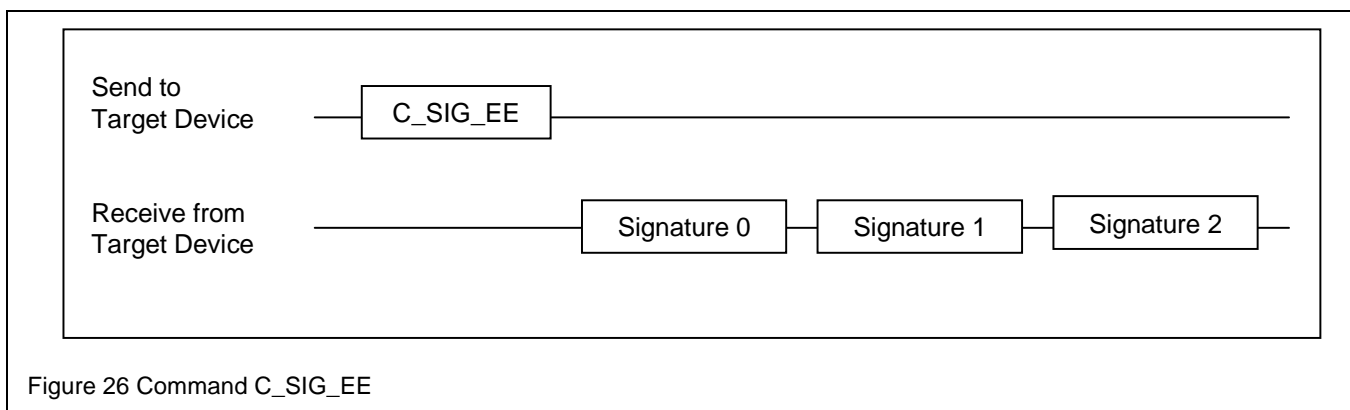 Send to
Target Device
C_SIG_EE
Receive from
Target Device
Signature 0
Signature 1
Signature 2
Figure 26 Command C_SIG_EE